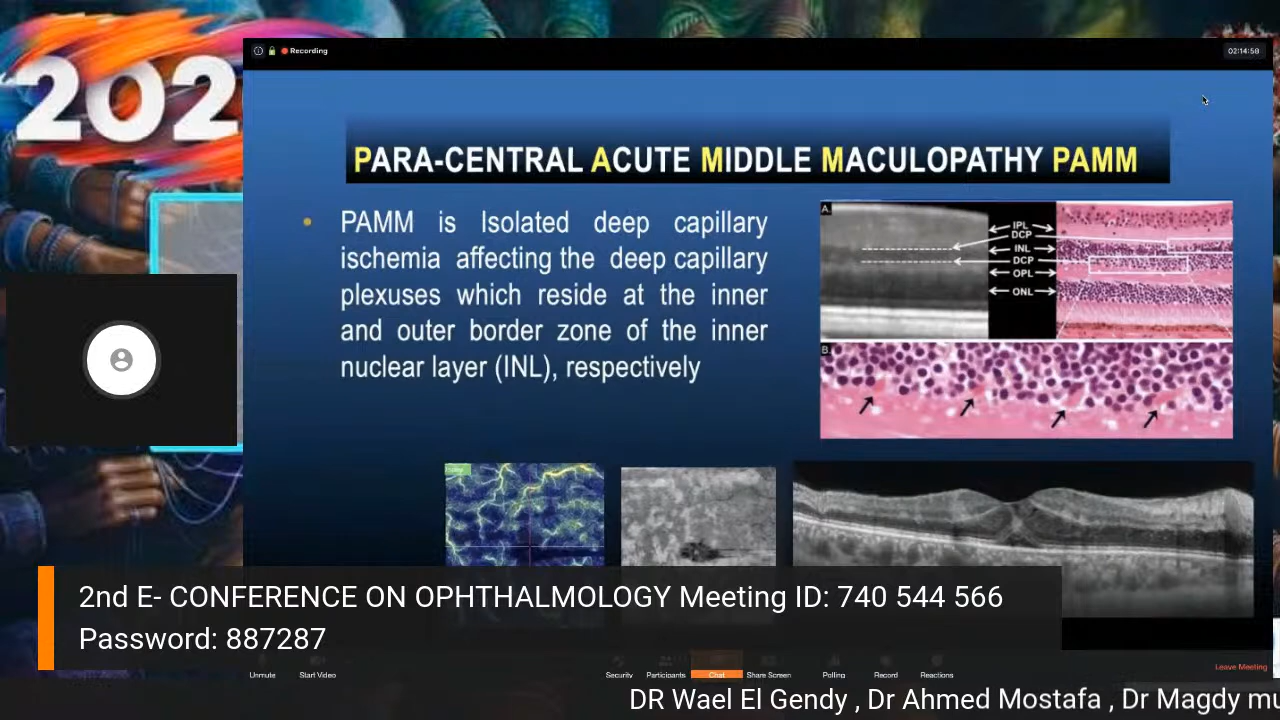 202
Recording
02:14:58
PARA-CENTRAL ACUTE MIDDLE MACULOPATHY PAMM
PAMM is Isolated deep capillary
ischemia affecting the deep capillary
plexuses which reside at the inner
and outer border zone of the inner
nuclear layer (INL), respectively
A
IPL
DCP
INL
DCP
OPL
ONL
B
2nd E- CONFERENCE ON OPHTHALMOLOGY Meeting ID: 740 544 566
Password: 887287
Unmute
Start Video
Security
Participants
Chat
Share Screen
Polling
Record
Reactions
Leave Meeting
DR Wael El Gendy , Dr Ahmed Mostafa , Dr Magdy mu